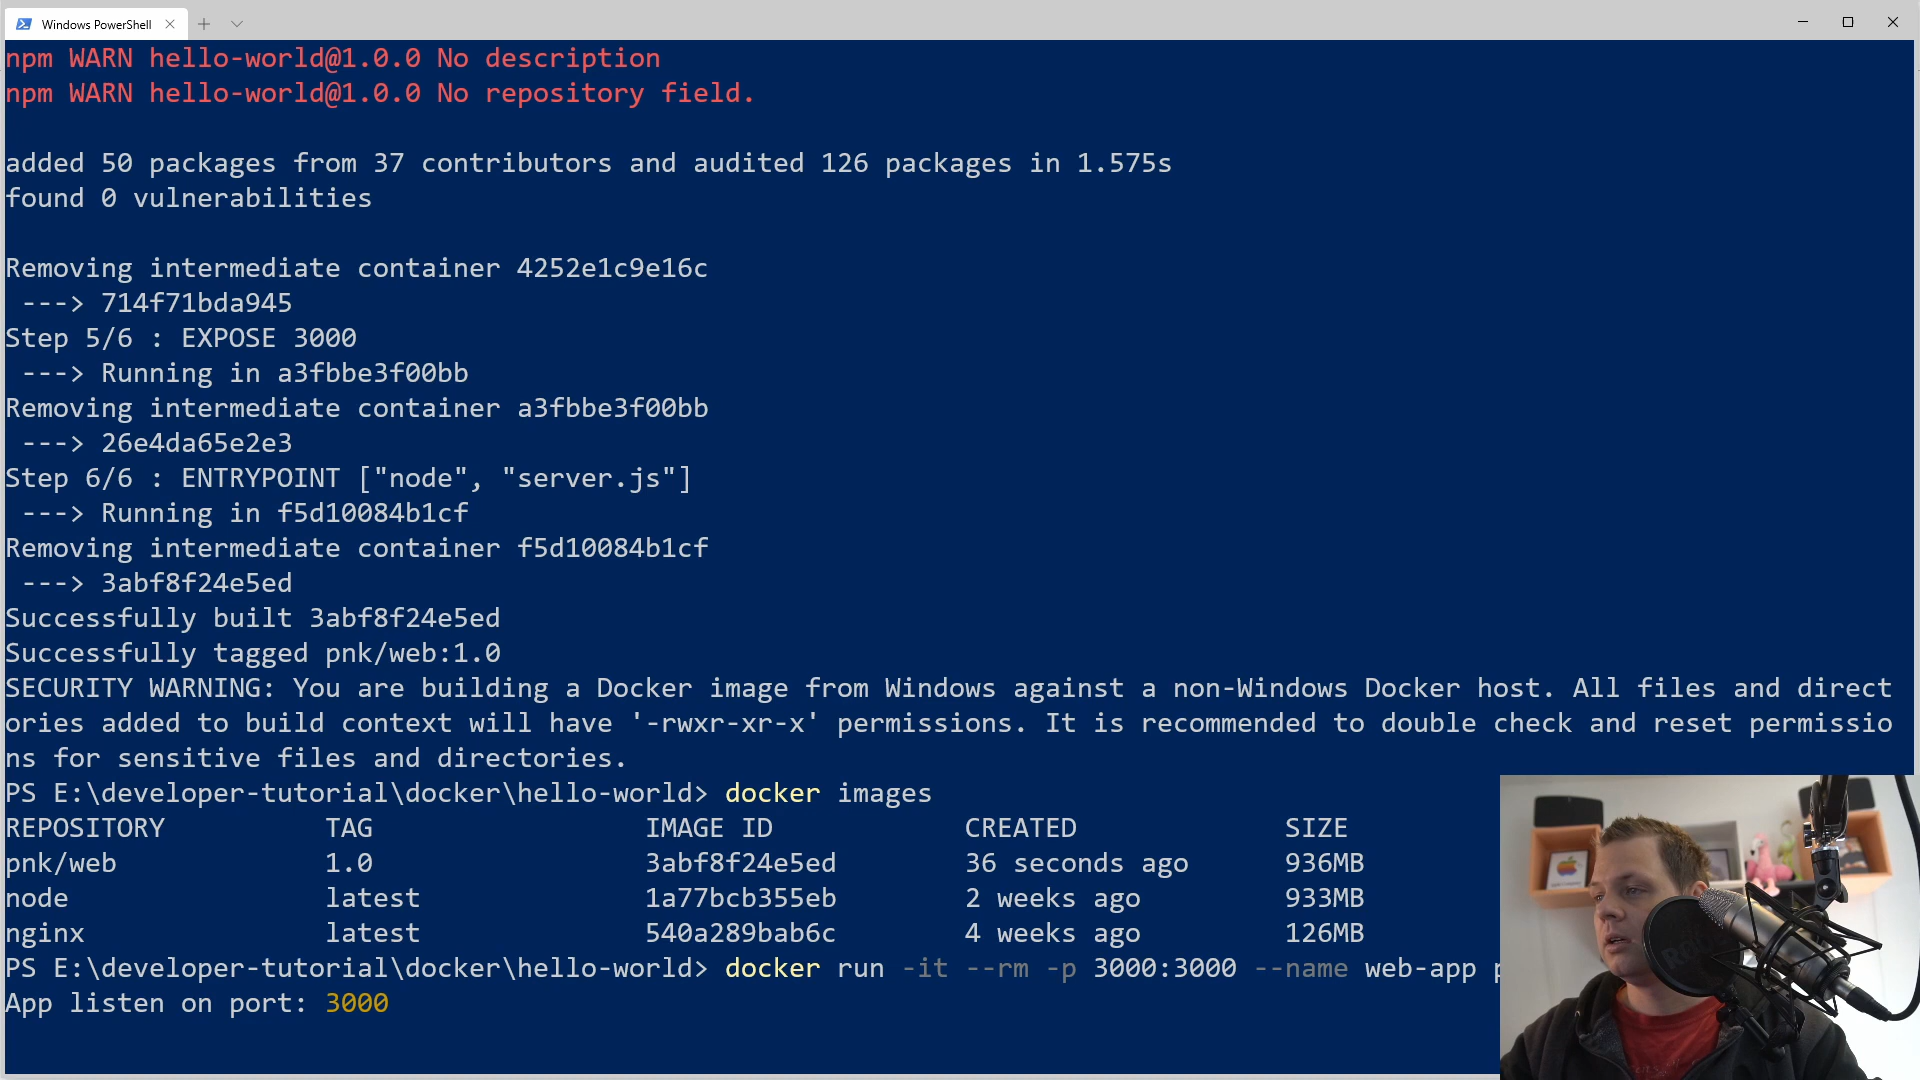 Windows PowerShell
npm WARN hello-world@1.0.0 No description
npm WARN hello-world@1.0.0 No repository field.
added 50 packages from 37 contributors and audited 126 packages in 1.575s
found 0 vulnerabilities
Removing intermediate container 4252e1c9e16c
---> 714f71bda945
Step 5/6 : EXPOSE 3000
---> Running in a3fbbe3f00bb
Removing intermediate container a3fbbe3f00bb
---> 26e4da65e2e3
Step 6/6 : ENTRYPOINT ["node", "server.js"]
---> Running in f5d10084b1cf
Removing intermediate container f5d10084b1cf
---> 3abf8f24e5ed
Successfully built 3abf8f24e5ed
Successfully tagged pnk/web:1.0
SECURITY WARNING: You are building a Docker image from Windows against a non-Windows Docker host. All files and direct
ories added to build context will have '-rwxr-xr-x' permissions. It is recommended to double check and reset permissio
ns for sensitive files and directories.
PS E:\developer-tutorial\docker\hello-world> docker images
REPOSITORY TAG IMAGE ID CREATED SIZE
pnk/web 1.0 3abf8f24e5ed 36 seconds ago 936MB
node latest 1a77bcb355eb 2 weeks ago 933MB
nginx latest 540a289bab6c 4 weeks ago 126MB
PS E:\developer-tutorial\docker\hello-world> docker run -it --rm -p 3000:3000 --name web-app
App listen on port: 3000